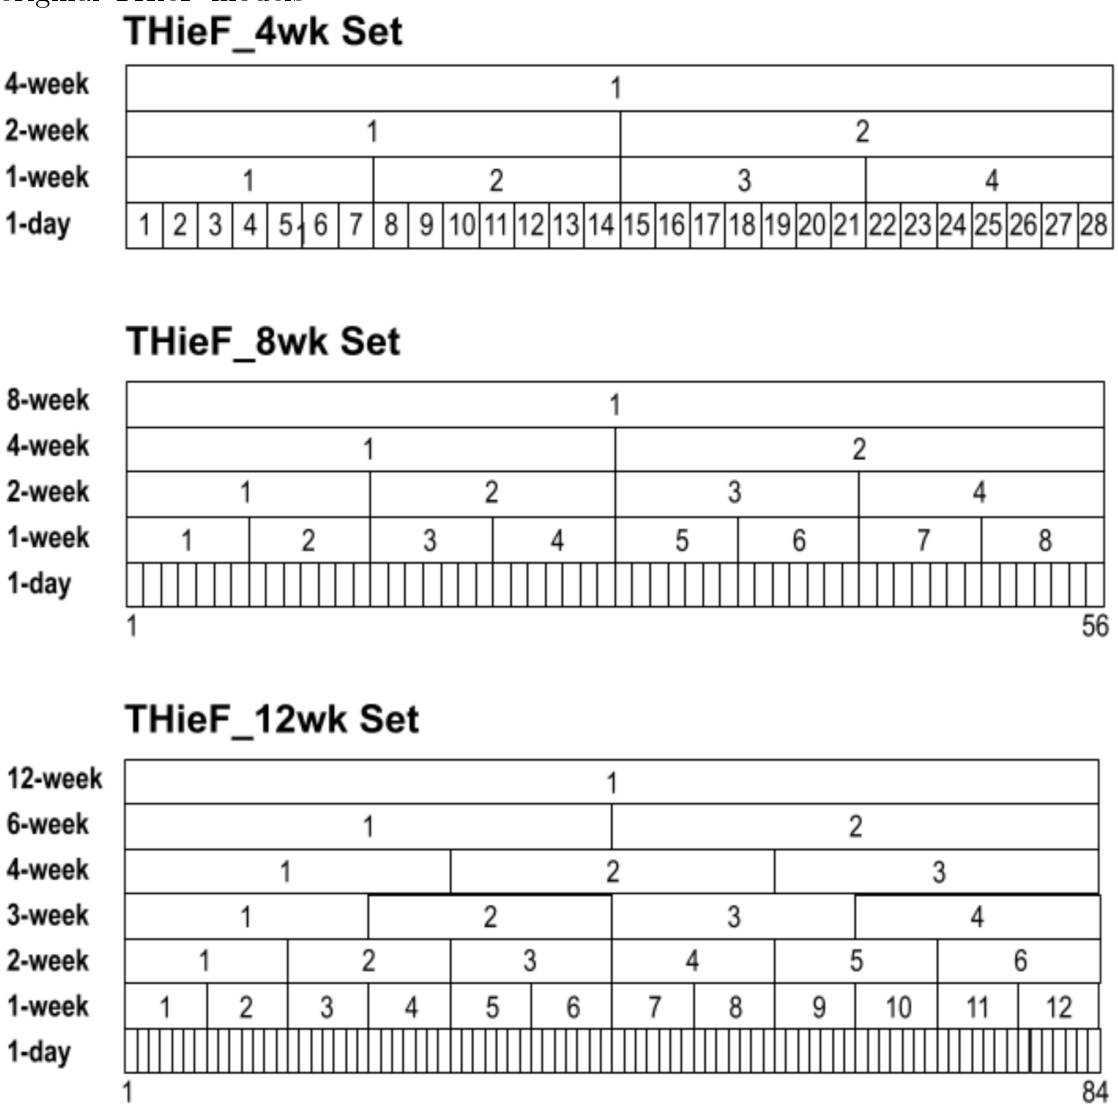 original THieF models
THieF_4wk Set
4-week 1
2-week 1 2
1-week 1 2 3 4
1-day 1 2 3 4 5 6 7 8 9 10 11 12 13 14 15 16 17 18 19 20 21 22 23 24 25 26 27 28
THieF_8wk Set
8-week 1
4-week 1 2
2-week 1 2 3 4
1-week 1 2 3 4 5 6 7 8
1-day
1 56
THieF_12wk Set
12-week 1
6-week 1 2
4-week 1 2 3
3-week 1 2 3 4
2-week 1 2 3 4 5 6
1-week 1 2 3 4 5 6 7 8 9 10 11 12
1-day
1 84